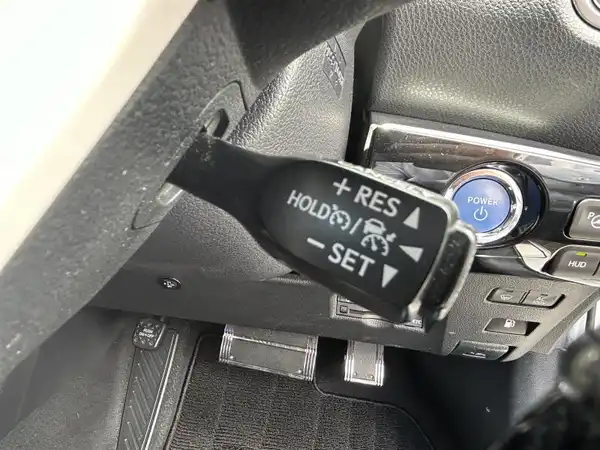 + RES ▲
HOLD /
− SET ▼
POWER
HUD